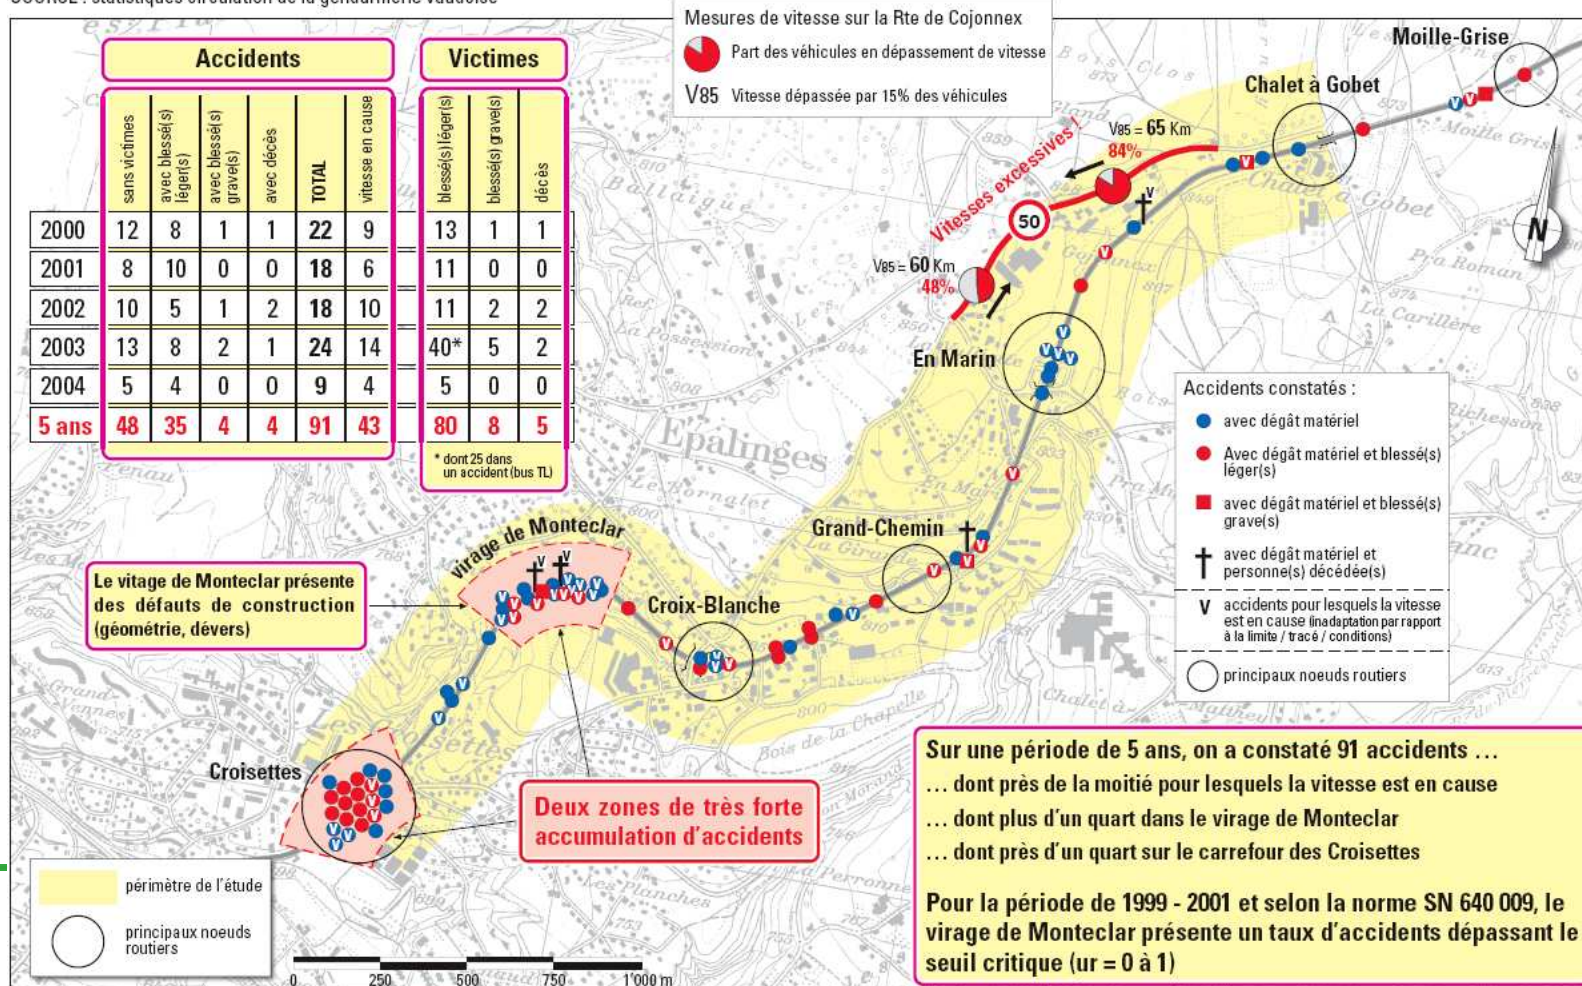 SOURCE : statistiques circulation de la gendarmerie vaudoise
Accidents
Victimes
sans victimes
avec blessé(s) léger(s)
avec blessé(s) grave(s)
avec décès
TOTAL
vitesse en cause
blessé(s) léger(s)
blessé(s) grave(s)
décès
2000 12 8 1 1 22 9 13 1 1
2001 8 10 0 0 18 6 11 0 0
2002 10 5 1 2 18 10 11 2 2
2003 13 8 2 1 24 14 40* 5 2
2004 5 4 0 0 9 4 5 0 0
5 ans 48 35 4 4 91 43 80 8 5
* dont 25 dans
un accident (bus TL)
Mesures de vitesse sur la Rte de Cojonnex
Part des véhicules en dépassement de vitesse
V85 Vitesse dépassée par 15% des véhicules
Moille-Grise
Chalet à Gobet
V85 = 65 Km
84%
Vitesses excessives !
50
V85 = 60 Km
48%
N
En Marin
Epalinges
Grand-Chemin
virage de Monteclar
Croix-Blanche
Croisettes
Le vitage de Monteclar présente
des défauts de construction
(géométrie, dévers)
Deux zones de très forte
accumulation d'accidents
Accidents constatés :
avec dégât matériel
Avec dégât matériel et blessé(s)
léger(s)
avec dégât matériel et blessé(s)
grave(s)
avec dégât matériel et
personne(s) décédée(s)
V accidents pour lesquels la vitesse
est en cause (inadaptation par rapport
à la limite / tracé / conditions)
principaux noeuds routiers
Sur une période de 5 ans, on a constaté 91 accidents ...
... dont près de la moitié pour lesquels la vitesse est en cause
... dont plus d'un quart dans le virage de Monteclar
... dont près d'un quart sur le carrefour des Croisettes
Pour la période de 1999 - 2001 et selon la norme SN 640 009, le
virage de Monteclar présente un taux d'accidents dépassant le
seuil critique (ur = 0 à 1)
périmètre de l'étude
principaux noeuds
routiers
0 250 500 750 1'000 m